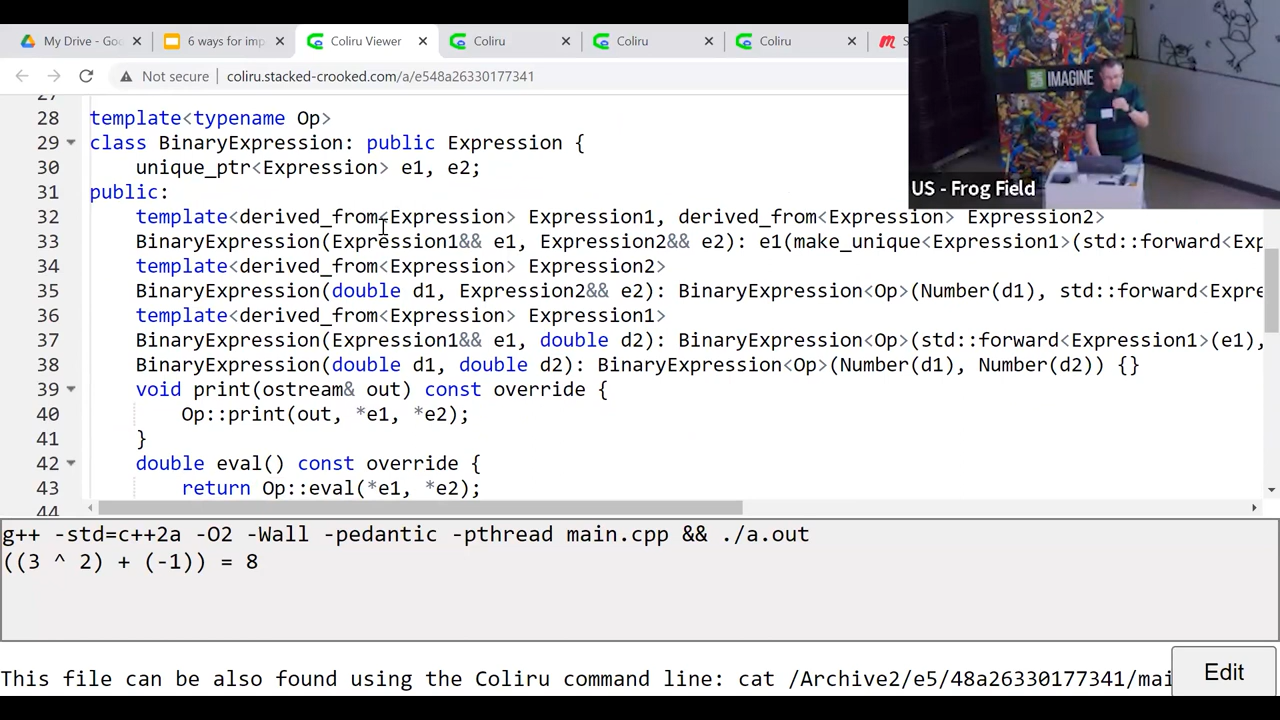 My Drive - Goo
6 ways for imp
Coliru Viewer
Coliru
Coliru
Coliru
Not secure
coliru.stacked-crooked.com/a/e548a26330177341
IMAGINE
US - Frog Field
27
28 template<typename Op>
29 class BinaryExpression: public Expression {
30 unique_ptr<Expression> e1, e2;
31 public:
32 template<derived_from<Expression> Expression1, derived_from<Expression> Expression2>
33 BinaryExpression(Expression1&& e1, Expression2&& e2): e1(make_unique<Expression1>(std::forward<Exp
34 template<derived_from<Expression> Expression2>
35 BinaryExpression(double d1, Expression2&& e2): BinaryExpression<Op>(Number(d1), std::forward<Expre
36 template<derived_from<Expression> Expression1>
37 BinaryExpression(Expression1&& e1, double d2): BinaryExpression<Op>(std::forward<Expression1>(e1),
38 BinaryExpression(double d1, double d2): BinaryExpression<Op>(Number(d1), Number(d2)) {}
39 void print(ostream& out) const override {
40 Op::print(out, *e1, *e2);
41 }
42 double eval() const override {
43 return Op::eval(*e1, *e2);
44
g++ -std=c++2a -O2 -Wall -pedantic -pthread main.cpp && ./a.out
((3 ^ 2) + (-1)) = 8
This file can be also found using the Coliru command line: cat /Archive2/e5/48a26330177341/mai
Edit